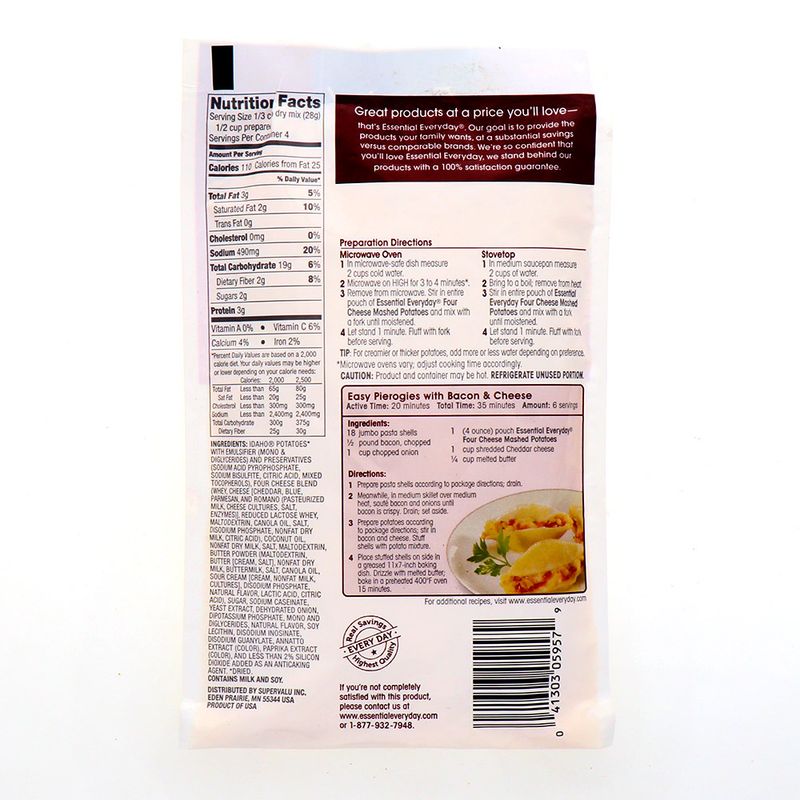 Nutrition Facts
Serving Size 1/3 c dry mix (28g)
1/2 cup prepare
Servings Per Container 4
Amount Per Serving
Calories 110 Calories from Fat 25
% Daily Value*
Total Fat 3g 5%
Saturated Fat 2g 10%
Trans Fat 0g
Cholesterol 0mg 0%
Sodium 490mg 20%
Total Carbohydrate 19g 6%
Dietary Fiber 2g 8%
Sugars 2g
Protein 3g
Vitamin A 0% • Vitamin C 6%
Calcium 4% • Iron 2%
*Percent Daily Values are based on a 2,000
calorie diet. Your daily values may be higher
or lower depending on your calorie needs:
Calories: 2,000 2,500
Total Fat Less than 65g 80g
Sat Fat Less than 20g 25g
Cholesterol Less than 300mg 300mg
Sodium Less than 2,400mg 2,400mg
Total Carbohydrate 300g 375g
Dietary Fiber 25g 30g
INGREDIENTS: IDAHO® POTATOES*
WITH EMULSIFIER (MONO &
DIGLYCERIDES) AND PRESERVATIVES
(SODIUM ACID PYROPHOSPHATE,
SODIUM BISULFITE, CITRIC ACID, MIXED
TOCOPHEROLS), FOUR CHEESE BLEND
(WHEY, CHEESE [CHEDDAR, BLUE,
PARMESAN, AND ROMANO (PASTEURIZED
MILK, CHEESE CULTURES, SALT,
ENZYMES)], REDUCED LACTOSE WHEY,
MALTODEXTRIN, CANOLA OIL, SALT,
DISODIUM PHOSPHATE, NONFAT DRY
MILK, CITRIC ACID), COCONUT OIL,
NONFAT DRY MILK, SALT, MALTODEXTRIN,
BUTTER POWDER (MALTODEXTRIN,
BUTTER [CREAM, SALT], NONFAT DRY
MILK, BUTTERMILK, SALT, CANOLA OIL,
SOUR CREAM [CREAM, NONFAT MILK,
CULTURES], DISODIUM PHOSPHATE,
NATURAL FLAVOR, LACTIC ACID, CITRIC
ACID), SUGAR, SODIUM CASEINATE,
YEAST EXTRACT, DEHYDRATED ONION,
DIPOTASSIUM PHOSPHATE, MONO AND
DIGLYCERIDES, NATURAL FLAVOR, SOY
LECITHIN, DISODIUM INOSINATE,
DISODIUM GUANYLATE, ANNATTO
EXTRACT (COLOR), PAPRIKA EXTRACT
(COLOR), AND LESS THAN 2% SILICON
DIOXIDE ADDED AS AN ANTICAKING
AGENT. *DRIED.
CONTAINS MILK AND SOY.
DISTRIBUTED BY SUPERVALU INC.
EDEN PRAIRIE, MN 55344 USA
PRODUCT OF USA
Great products at a price you'll love—
that's Essential Everyday®. Our goal is to provide the
products your family wants, at a substantial savings
versus comparable brands. We're so confident that
you'll love Essential Everyday, we stand behind our
products with a 100% satisfaction guarantee.
Preparation Directions
Microwave Oven
1 In microwave-safe dish measure
2 cups cold water.
2 Microwave on HIGH for 3 to 4 minutes*.
3 Remove from microwave. Stir in entire
pouch of Essential Everyday® Four
Cheese Mashed Potatoes and mix with
a fork until moistened.
4 Let stand 1 minute. Fluff with fork
before serving.
Stovetop
1 In medium saucepan measure
2 cups of water.
2 Bring to a boil; remove from heat.
3 Stir in entire pouch of Essential
Everyday Four Cheese Mashed
Potatoes and mix with a fork
until moistened.
4 Let stand 1 minute. Fluff with fork
before serving.
TIP: For creamier or thicker potatoes, add more or less water depending on preference.
*Microwave ovens vary; adjust cooking time accordingly.
CAUTION: Product and container may be hot. REFRIGERATE UNUSED PORTION.
Easy Pierogies with Bacon & Cheese
Active Time: 20 minutes Total Time: 35 minutes Amount: 6 servings
Ingredients:
18 jumbo pasta shells
½ pound bacon, chopped
1 cup chopped onion
1 (4 ounce) pouch Essential Everyday®
Four Cheese Mashed Potatoes
1 cup shredded Cheddar cheese
¼ cup melted butter
Directions:
1 Prepare pasta shells according to package directions; drain.
2 Meanwhile, in medium skillet over medium
heat, sauté bacon and onions until
bacon is crispy. Drain; set aside.
3 Prepare potatoes according
to package directions; stir in
bacon and cheese. Stuff
shells with potato mixture.
4 Place stuffed shells on side in
a greased 11x7-inch baking
dish. Drizzle with melted butter;
bake in a preheated 400°F oven
15 minutes.
For additional recipes, visit www.essentialeveryday.com
Real Savings
EVERY DAY
Highest Quality
If you're not completely
satisfied with this product,
please contact us at
www.essentialeveryday.com
or 1-877-932-7948.
0 41303 05957 9